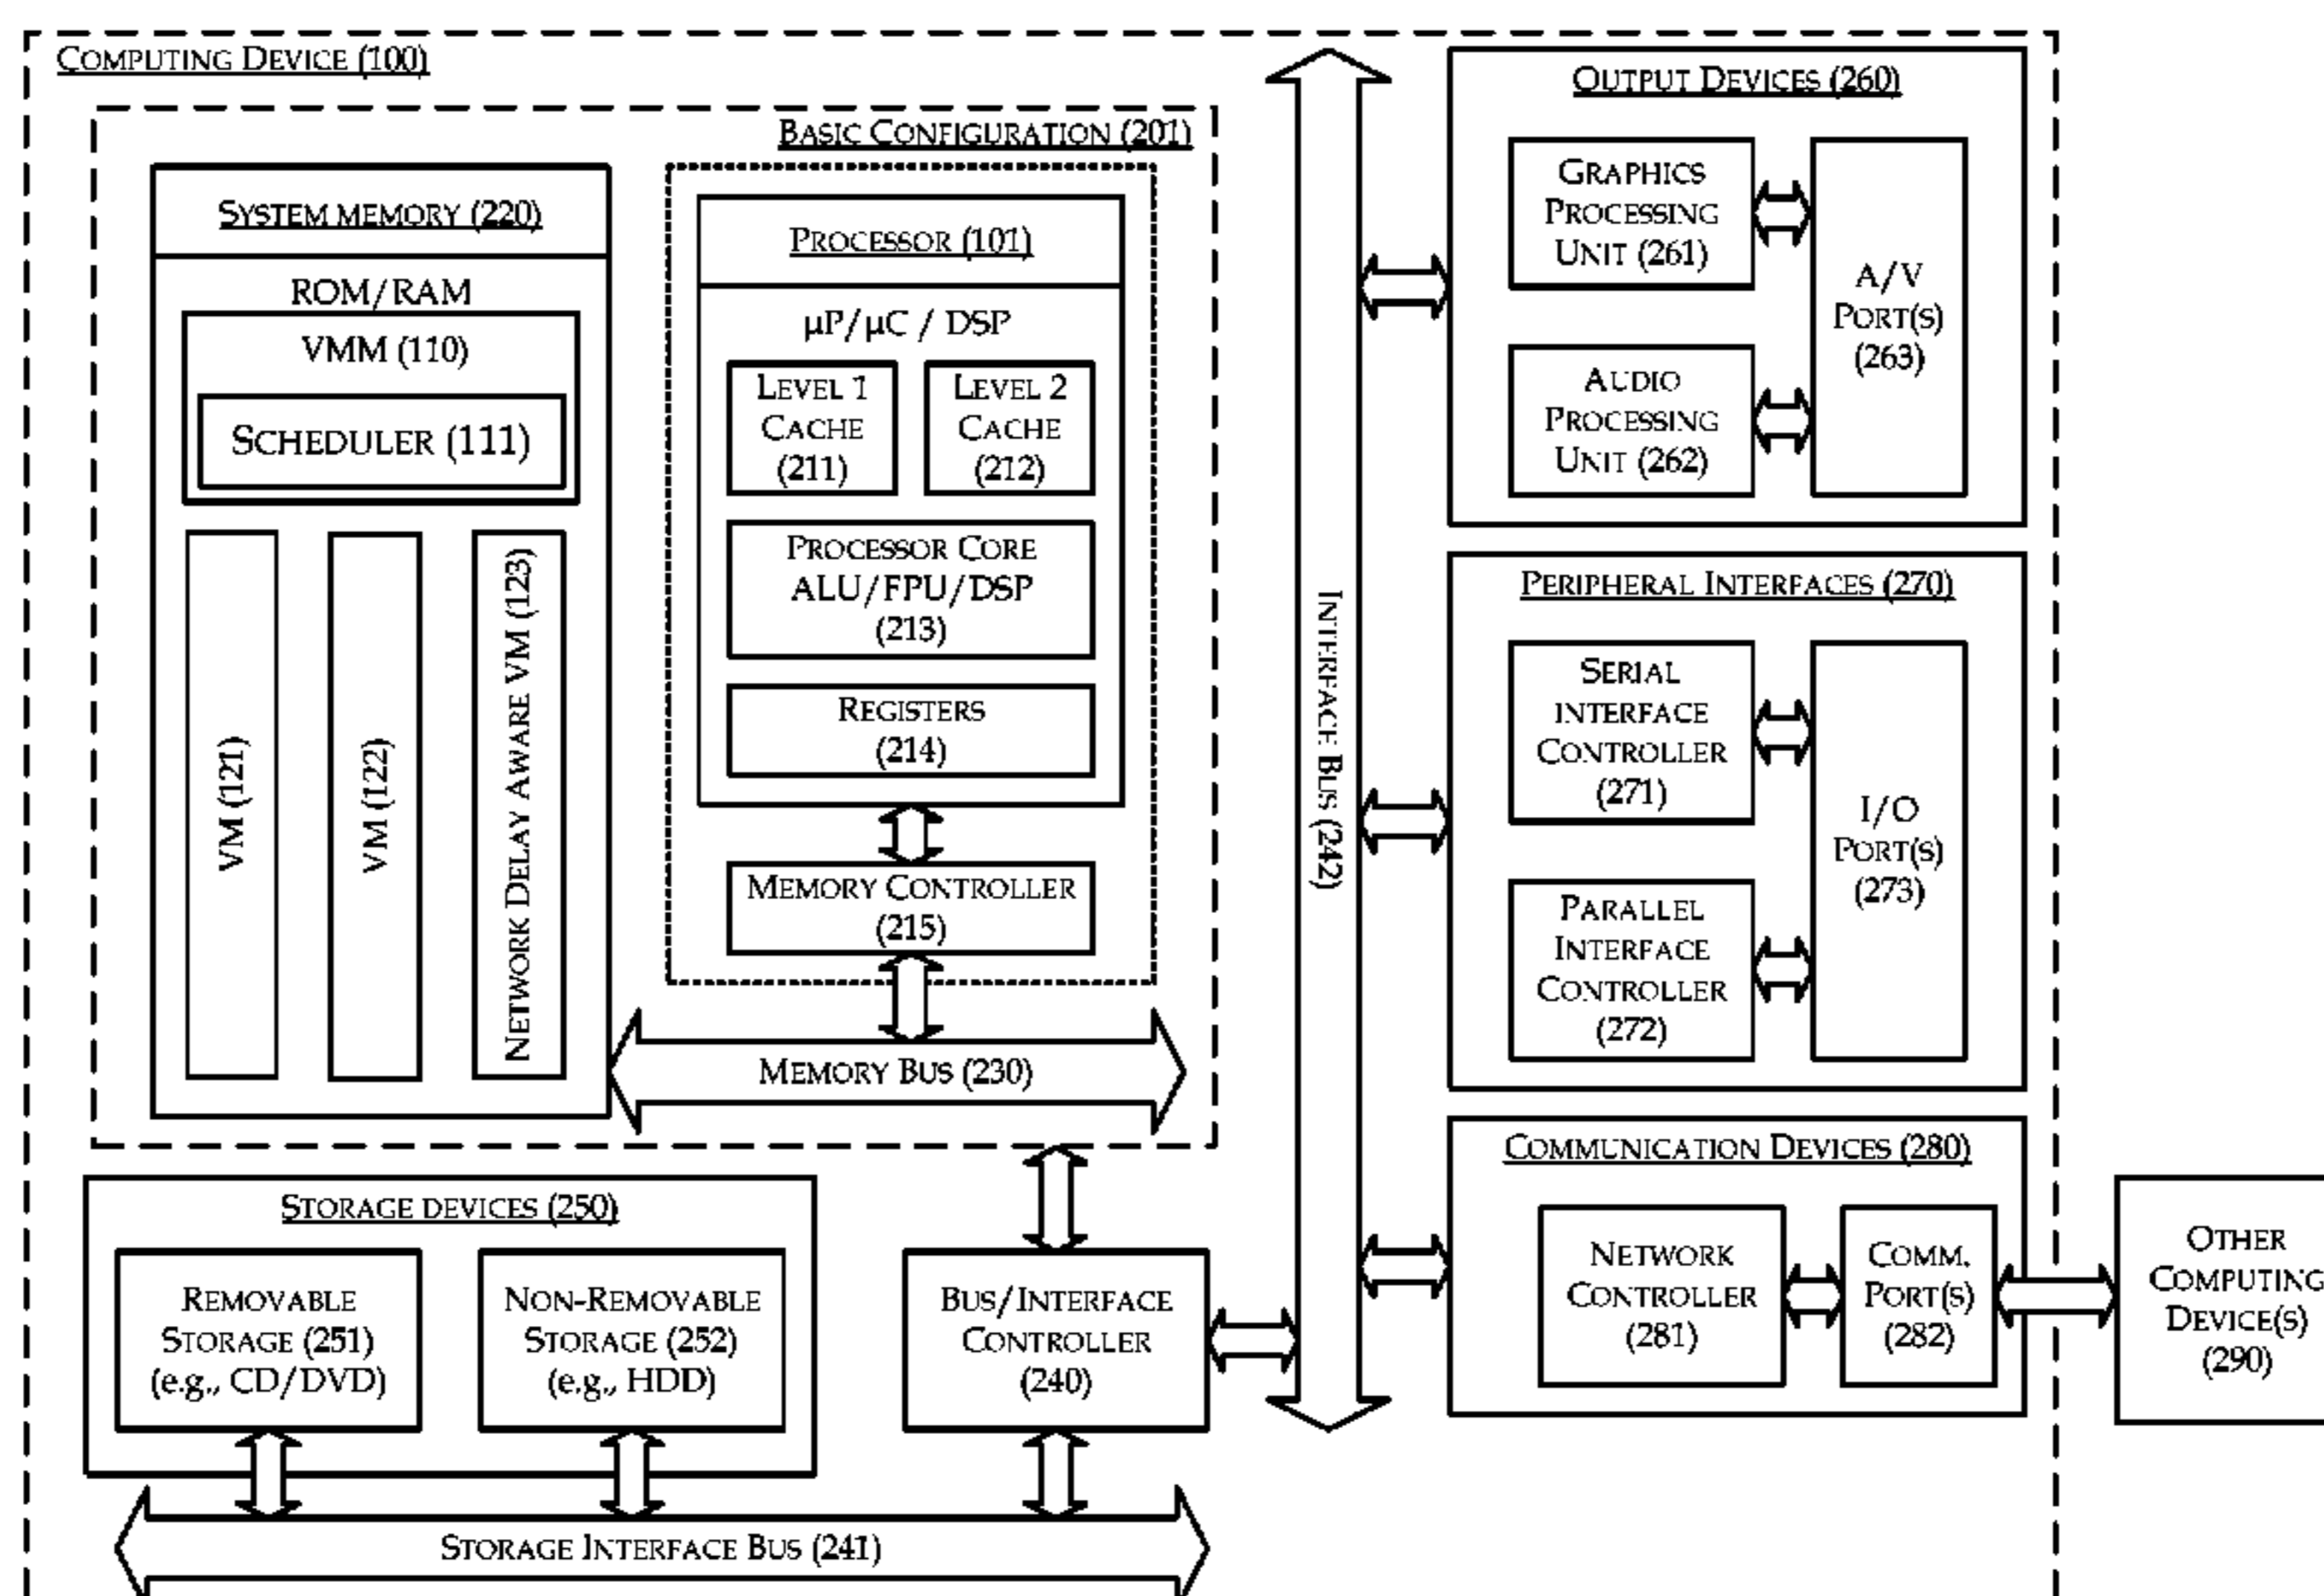 COMPUTING DEVICE (100)
BASIC CONFIGURATION (201)
SYSTEM MEMORY (220)
ROM/RAM
VMM (110)
SCHEDULER (111)
VM (121)
VM (122)
NETWORK DELAY AWARE VM (123)
PROCESSOR (101)
µP/µC / DSP
LEVEL 1
CACHE
(211)
LEVEL 2
CACHE
(212)
PROCESSOR CORE
ALU/FPU/DSP
(213)
REGISTERS
(214)
MEMORY CONTROLLER
(215)
MEMORY BUS (230)
STORAGE DEVICES (250)
REMOVABLE
STORAGE (251)
(e.g., CD/DVD)
NON-REMOVABLE
STORAGE (252)
(e.g., HDD)
BUS/INTERFACE
CONTROLLER
(240)
STORAGE INTERFACE BUS (241)
INTERFACE BUS (242)
OUTPUT DEVICES (260)
GRAPHICS
PROCESSING
UNIT (261)
AUDIO
PROCESSING
UNIT (262)
A/V
PORT(S)
(263)
PERIPHERAL INTERFACES (270)
SERIAL
INTERFACE
CONTROLLER
(271)
PARALLEL
INTERFACE
CONTROLLER
(272)
I/O
PORT(S)
(273)
COMMUNICATION DEVICES (280)
NETWORK
CONTROLLER
(281)
COMM.
PORT(S)
(282)
OTHER
COMPUTING
DEVICE(S)
(290)